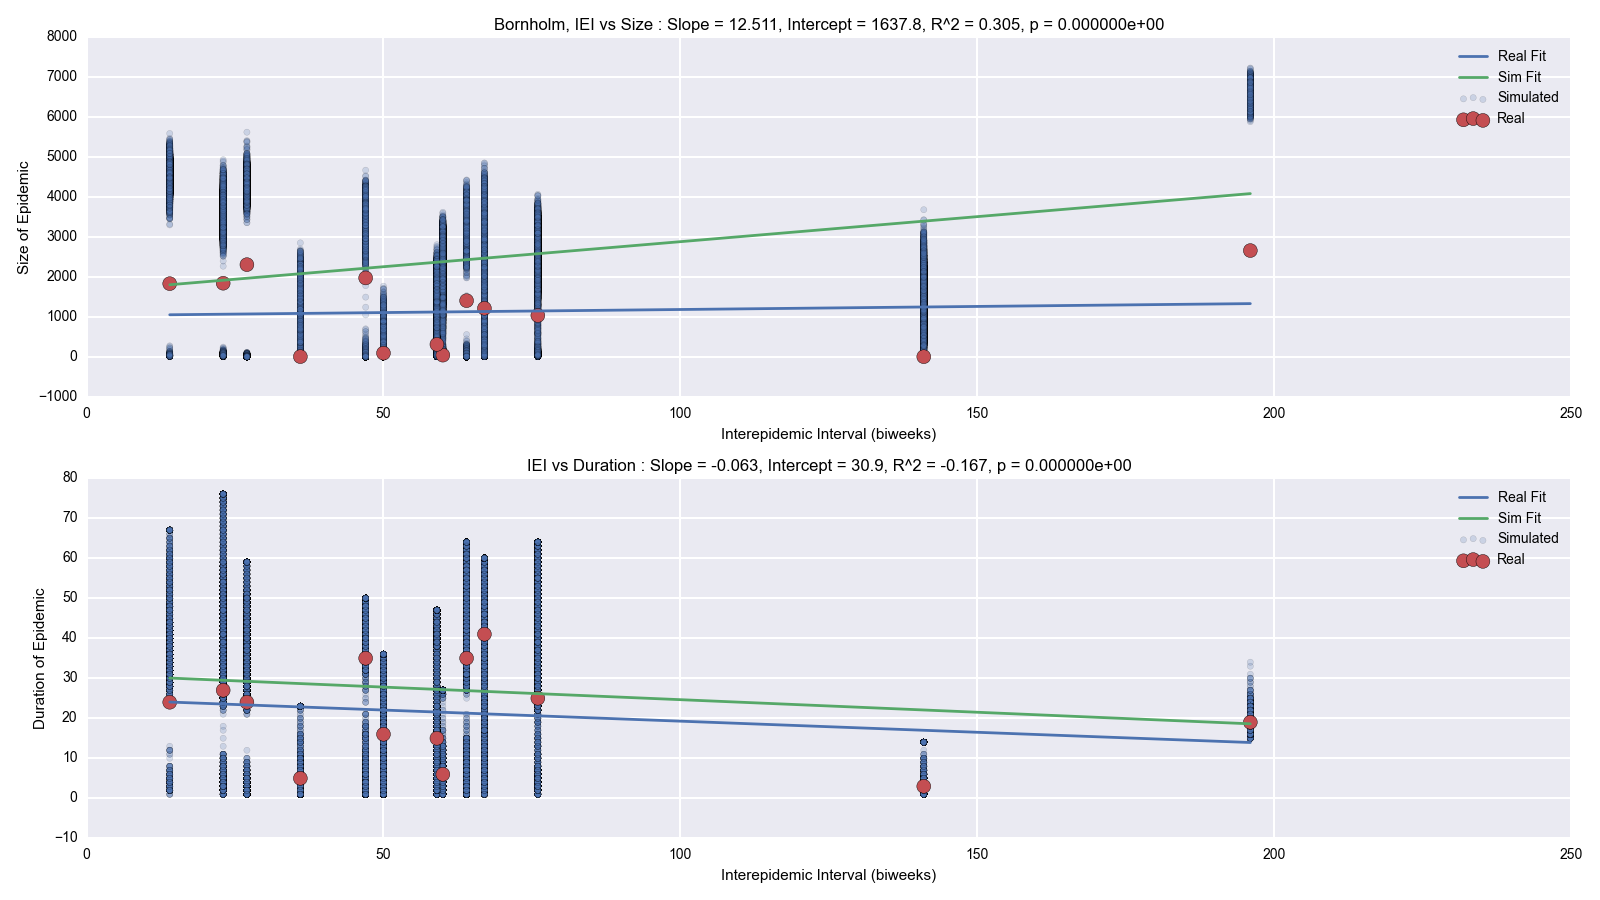 Bornholm, IEI vs Size : Slope = 12.511, Intercept = 1637.8, R^2 = 0.305, p = 0.000000e+00
8000
7000
6000
5000
4000
3000
2000
1000
0
−1000
Size of Epidemic
Real Fit
Sim Fit
Simulated
Real
0 50 100 150 200 250
Interepidemic Interval (biweeks)
IEI vs Duration : Slope = -0.063, Intercept = 30.9, R^2 = -0.167, p = 0.000000e+00
80
70
60
50
40
30
20
10
0
−10
Duration of Epidemic
Real Fit
Sim Fit
Simulated
Real
0 50 100 150 200 250
Interepidemic Interval (biweeks)